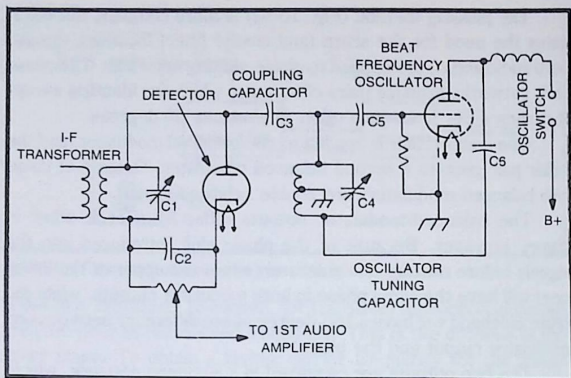 BEAT
FREQUENCY
OSCILLATOR
COUPLING
CAPACITOR
DETECTOR
C3
C5
OSCILLATOR
SWITCH
I-F
TRANSFORMER
C1
C4
C6
C2
B+
OSCILLATOR
TUNING
CAPACITOR
TO 1ST AUDIO
AMPLIFIER